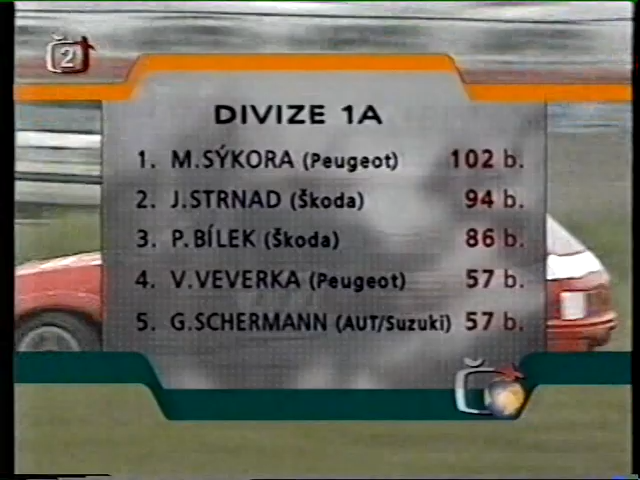 2
DIVIZE 1A
1. M.SÝKORA (Peugeot) 102 b.
2. J.STRNAD (Škoda) 94 b.
3. P.BÍLEK (Škoda) 86 b.
4. V.VEVERKA (Peugeot) 57 b.
5. G.SCHERMANN (AUT/Suzuki) 57 b.